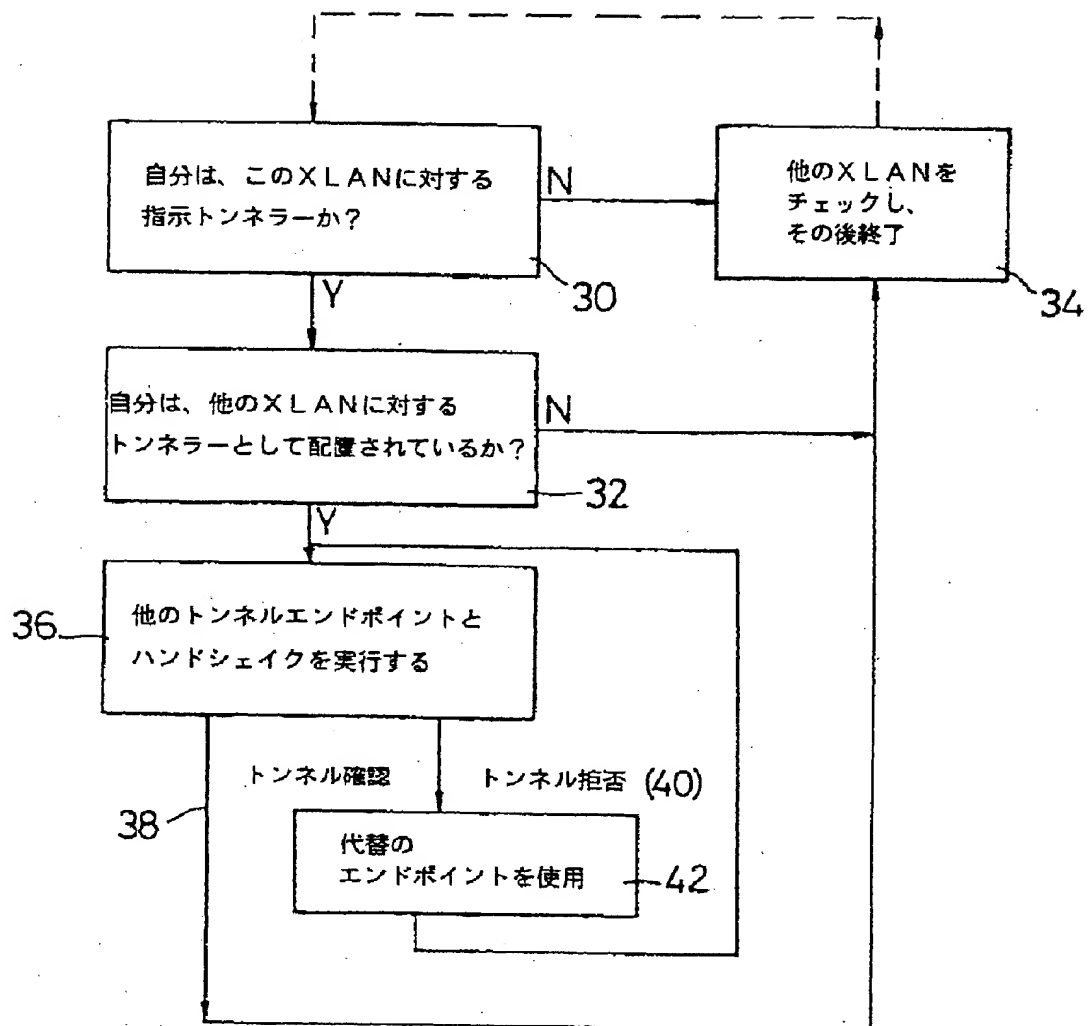 自分は、このXLANに対する
指示トンネラーか?
N
30
Y
他のXLANを
チェックし、
その後終了
34
自分は、他のXLANに対する
トンネラーとして配置されているか?
N
32
Y
36
他のトンネルエンドポイントと
ハンドシェイクを実行する
トンネル確認
トンネル拒否 (40)
38
代替の
エンドポイントを使用
42